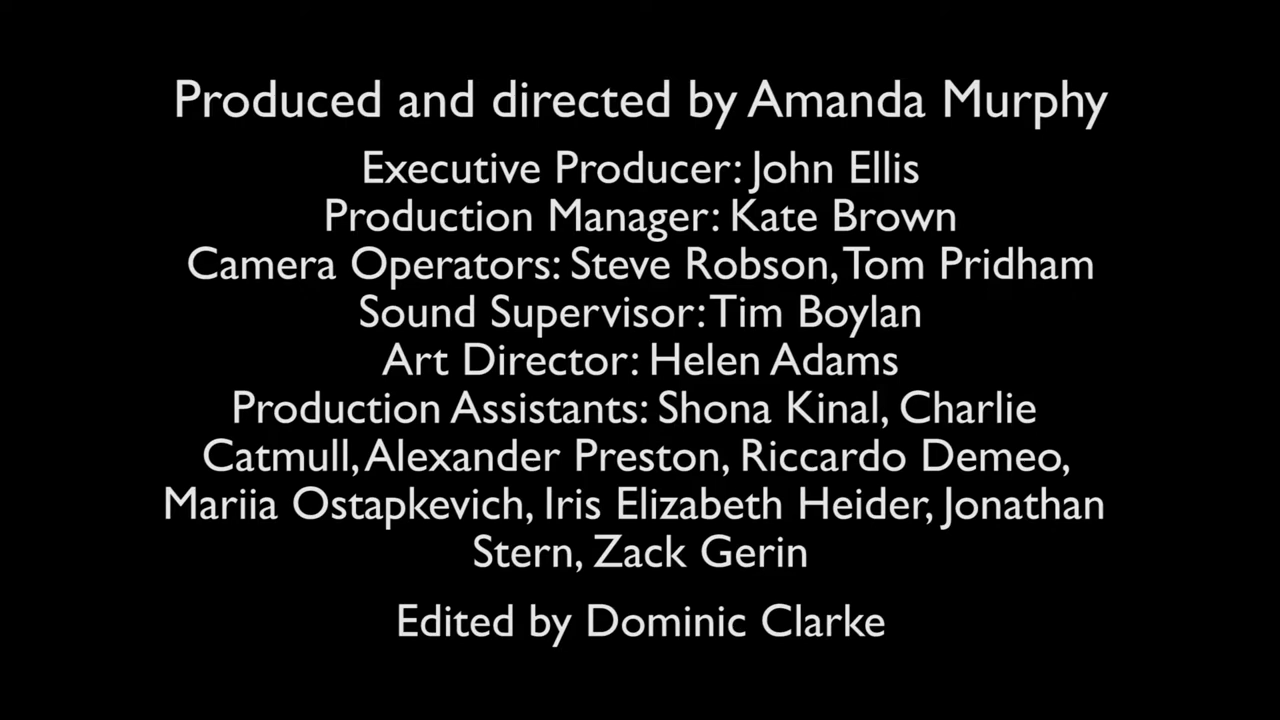 Produced and directed by Amanda Murphy
Executive Producer: John Ellis
Production Manager: Kate Brown
Camera Operators: Steve Robson, Tom Pridham
Sound Supervisor: Tim Boylan
Art Director: Helen Adams
Production Assistants: Shona Kinal, Charlie
Catmull, Alexander Preston, Riccardo Demeo,
Mariia Ostapkevich, Iris Elizabeth Heider, Jonathan
Stern, Zack Gerin
Edited by Dominic Clarke